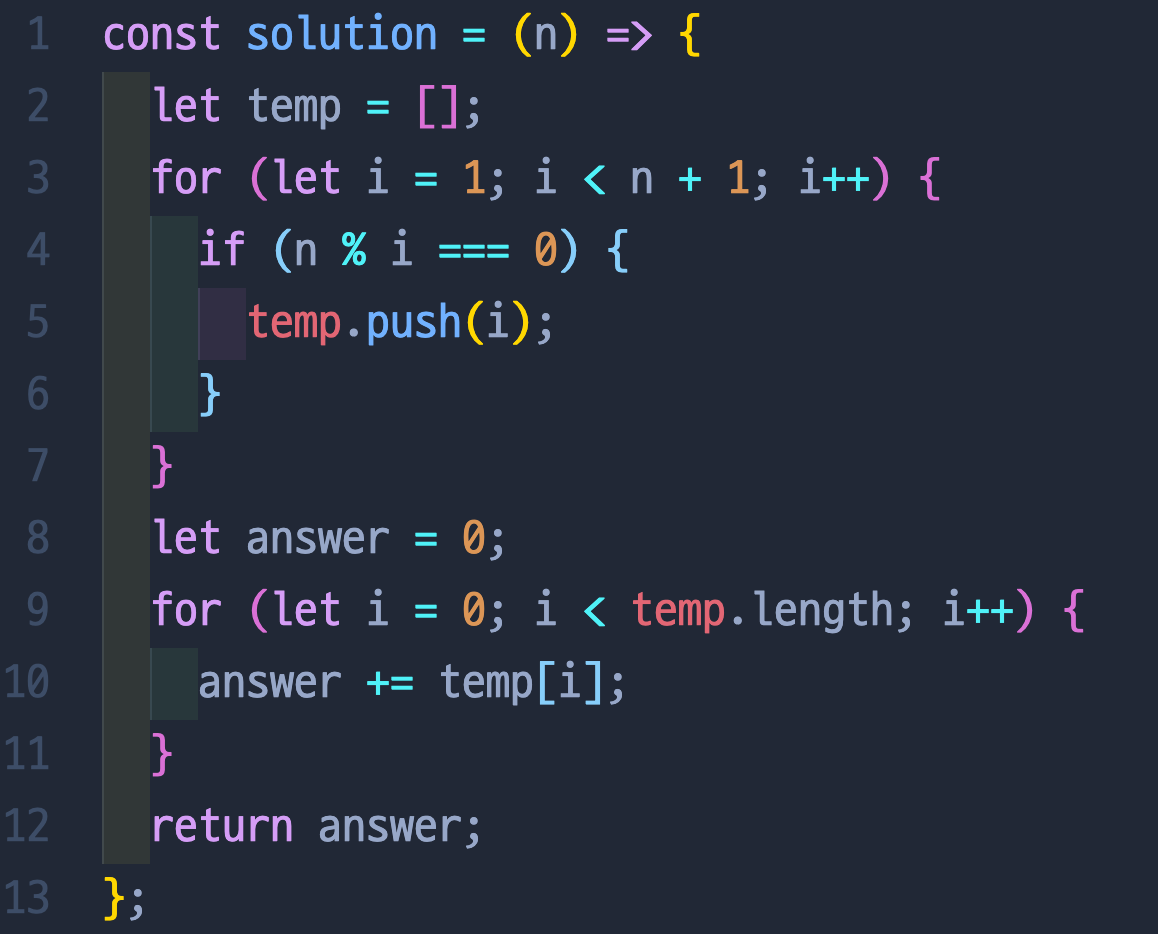 1 const solution = (n) => {
2 let temp = [];
3 for (let i = 1; i < n + 1; i++) {
4 if (n % i === 0) {
5 temp.push(i);
6 }
7 }
8 let answer = 0;
9 for (let i = 0; i < temp.length; i++) {
10 answer += temp[i];
11 }
12 return answer;
13 };